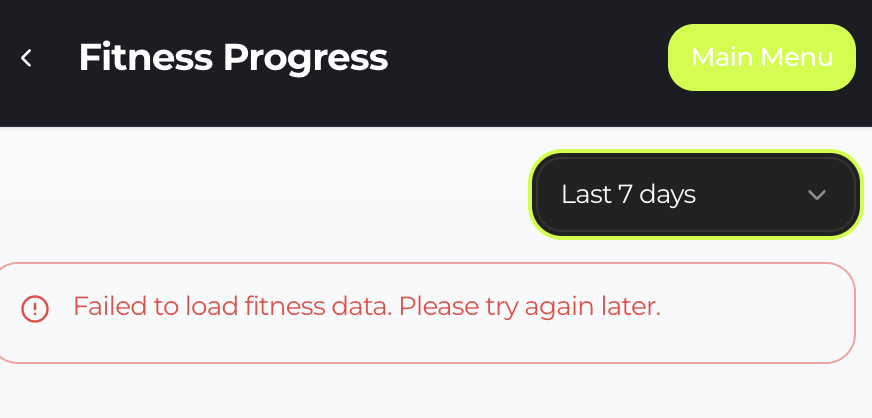 Fitness Progress
Main Menu
Last 7 days
Failed to load fitness data. Please try again later.